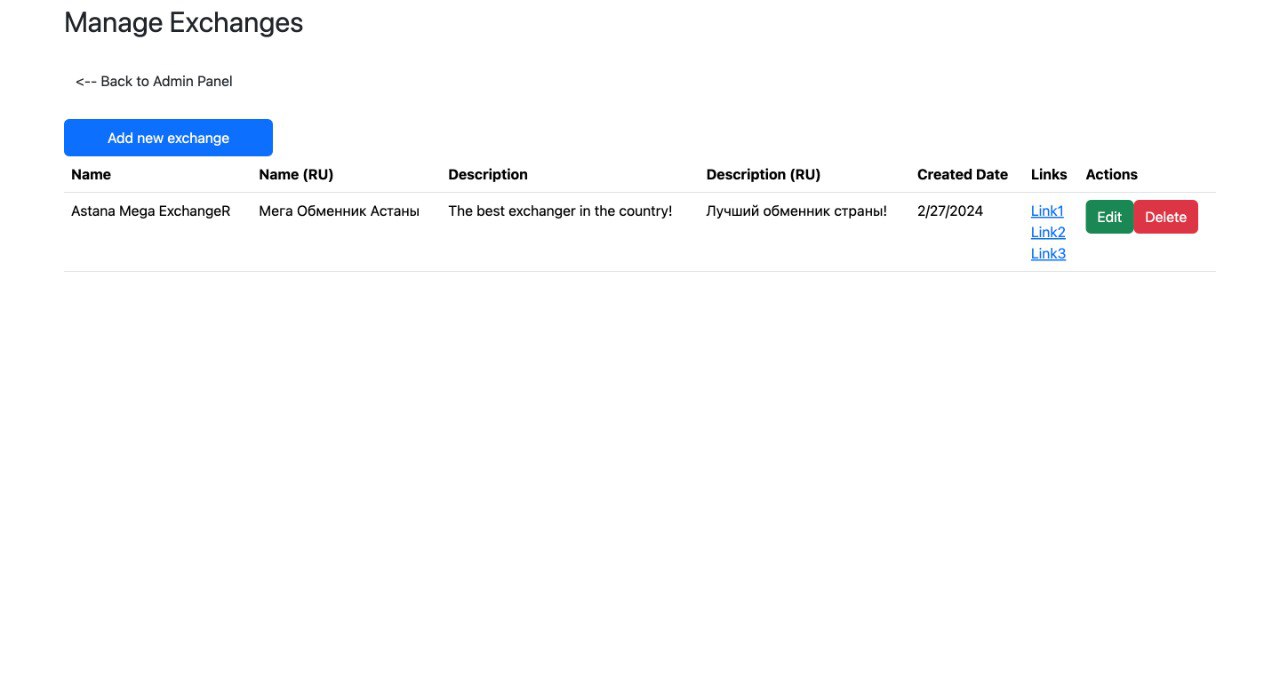 Manage Exchanges
<-- Back to Admin Panel
Add new exchange
Name Name (RU) Description Description (RU) Created Date Links Actions
Astana Mega ExchangeR Мега Обменник Астаны The best exchanger in the country! Лучший обменник страны! 2/27/2024 Link1 Edit Delete
Link2
Link3